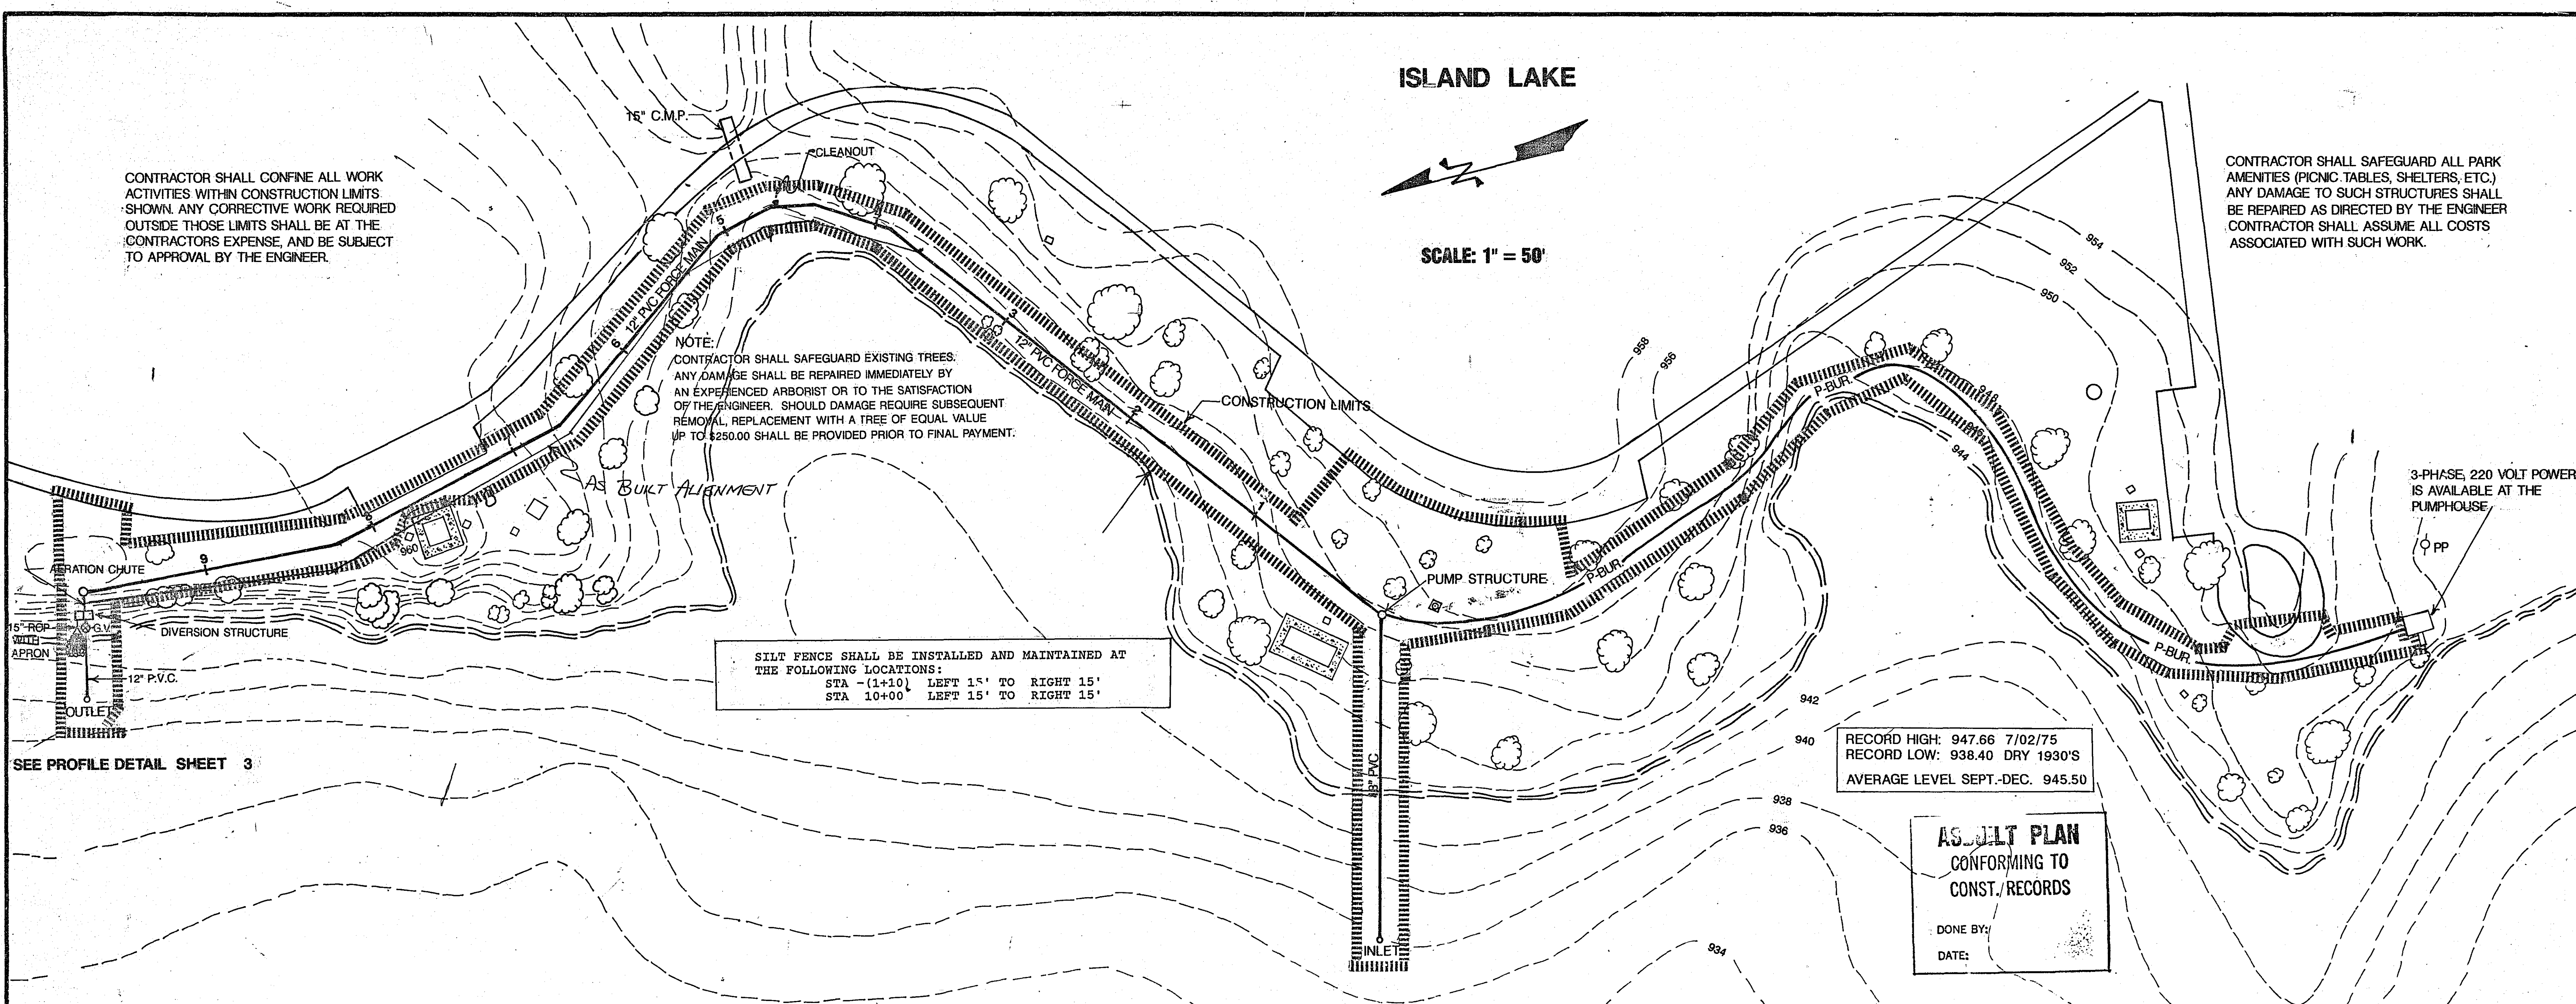 ISLAND LAKE
SCALE: 1" = 50'
CONTRACTOR SHALL CONFINE ALL WORK
ACTIVITIES WITHIN CONSTRUCTION LIMITS
SHOWN. ANY CORRECTIVE WORK REQUIRED
OUTSIDE THOSE LIMITS SHALL BE AT THE
CONTRACTORS EXPENSE, AND BE SUBJECT
TO APPROVAL BY THE ENGINEER.
15" C.M.P.
CLEANOUT
CONTRACTOR SHALL SAFEGUARD ALL PARK
AMENITIES (PICNIC TABLES, SHELTERS, ETC.)
ANY DAMAGE TO SUCH STRUCTURES SHALL
BE REPAIRED AS DIRECTED BY THE ENGINEER
CONTRACTOR SHALL ASSUME ALL COSTS
ASSOCIATED WITH SUCH WORK.
954
952
950
958
956
948
946
944
5
12" PVC FORCE MAIN
6
4
3
12" PVC FORCE MAIN
2
1
NOTE:
CONTRACTOR SHALL SAFEGUARD EXISTING TREES.
ANY DAMAGE SHALL BE REPAIRED IMMEDIATELY BY
AN EXPERIENCED ARBORIST OR TO THE SATISFACTION
OF THE ENGINEER. SHOULD DAMAGE REQUIRE SUBSEQUENT
REMOVAL, REPLACEMENT WITH A TREE OF EQUAL VALUE
UP TO $250.00 SHALL BE PROVIDED PRIOR TO FINAL PAYMENT.
CONSTRUCTION LIMITS
P-BUR.
AS BUILT ALIGNMENT
3-PHASE, 220 VOLT POWER
IS AVAILABLE AT THE
PUMPHOUSE
PP
8
960
9
AERATION CHUTE
PUMP STRUCTURE
P-BUR.
P-BUR.
15" RCP
WITH
APRON
G.V.
DIVERSION STRUCTURE
12" P.V.C.
OUTLET
SEE PROFILE DETAIL SHEET 3
SILT FENCE SHALL BE INSTALLED AND MAINTAINED AT
THE FOLLOWING LOCATIONS:
STA -(1+10) LEFT 15' TO RIGHT 15'
STA 10+00 LEFT 15' TO RIGHT 15'
18" PVC
INLET
942
940
938
936
934
RECORD HIGH: 947.66 7/02/75
RECORD LOW: 938.40 DRY 1930'S
AVERAGE LEVEL SEPT.-DEC. 945.50
PLAN
CONFORMING TO
CONST. RECORDS
DONE BY:
DATE: